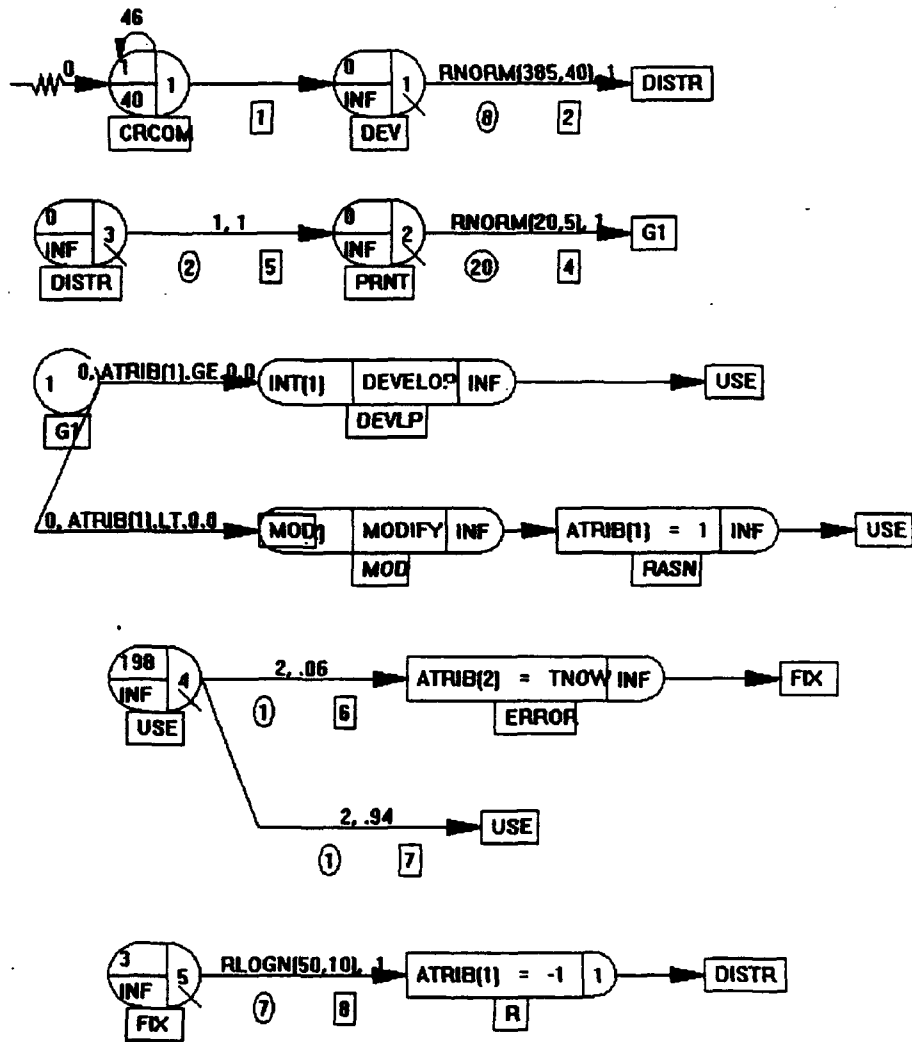 46
0 1 1 0 1 RNORM(385,40), 1 DISTR
40 INF
CRCOM 1 DEV 8 2
0 3 1, 1 0 2 RNORM(20,5), 1 G1
INF INF
DISTR 2 5 PRNT 20 4
1 0, ATRIB(1).GE.0,0 INT(1) DEVELOP INF USE
G1 DEVLP
0, ATRIB(1).LT.0,0 MOD MODIFY INF ATRIB(1) = 1 INF USE
MOD RASN
198 4 2, .06 ATRIB(2) = TNOW INF FIX
INF
USE 1 6 ERROR
2, .94 USE
1 7
3 5 RLOGN(50,10), 1 ATRIB(1) = -1 1 DISTR
INF
FIX 7 8 R